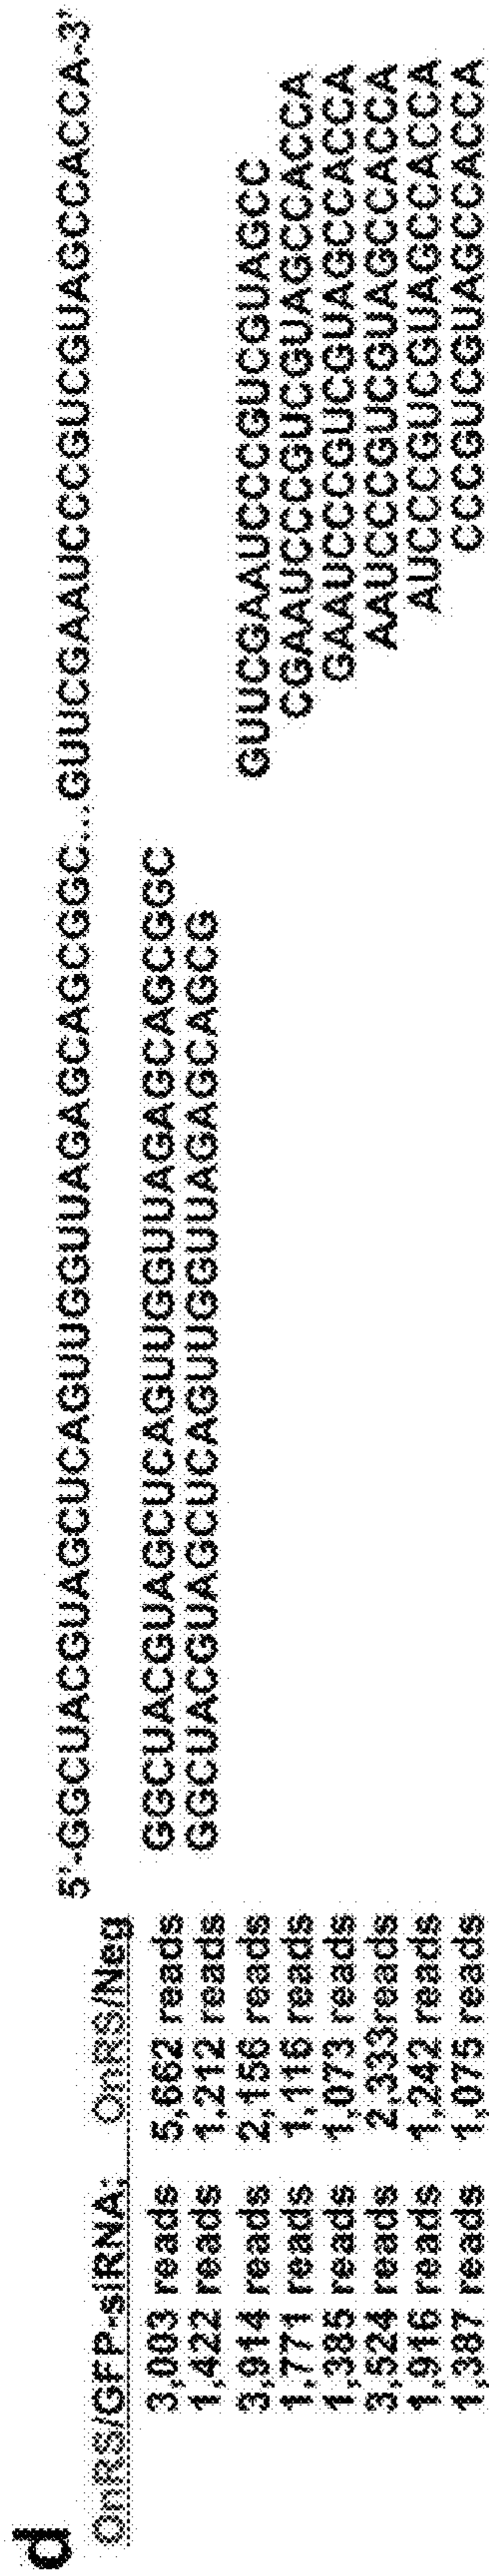 d
5'-GGCUACGUAGCUCAGUUGGUUAGAGCAGCGGC...GUUCGAAUCCCGUCGUAGCCACCA-3'
OnRS/GFP-siRNA OnRS/Neg
3,003 reads 5,662 reads GGCUACGUAGCUCAGUUGGUUAGAGCAGCGGC
1,422 reads 1,212 reads GGCUACGUAGCUCAGUUGGUUAGAGCAGCG
3,914 reads 2,156 reads GUUCGAAUCCCGUCGUAGCC
1,771 reads 1,116 reads CGAAUCCCGUCGUAGCCACCA
1,385 reads 1,073 reads GAAUCCCGUCGUAGCCACCA
3,524 reads 2,333reads AAUCCCGUCGUAGCCACCA
1,916 reads 1,242 reads AUCCCGUCGUAGCCACCA
1,387 reads 1,075 reads CCCGUCGUAGCCACCA